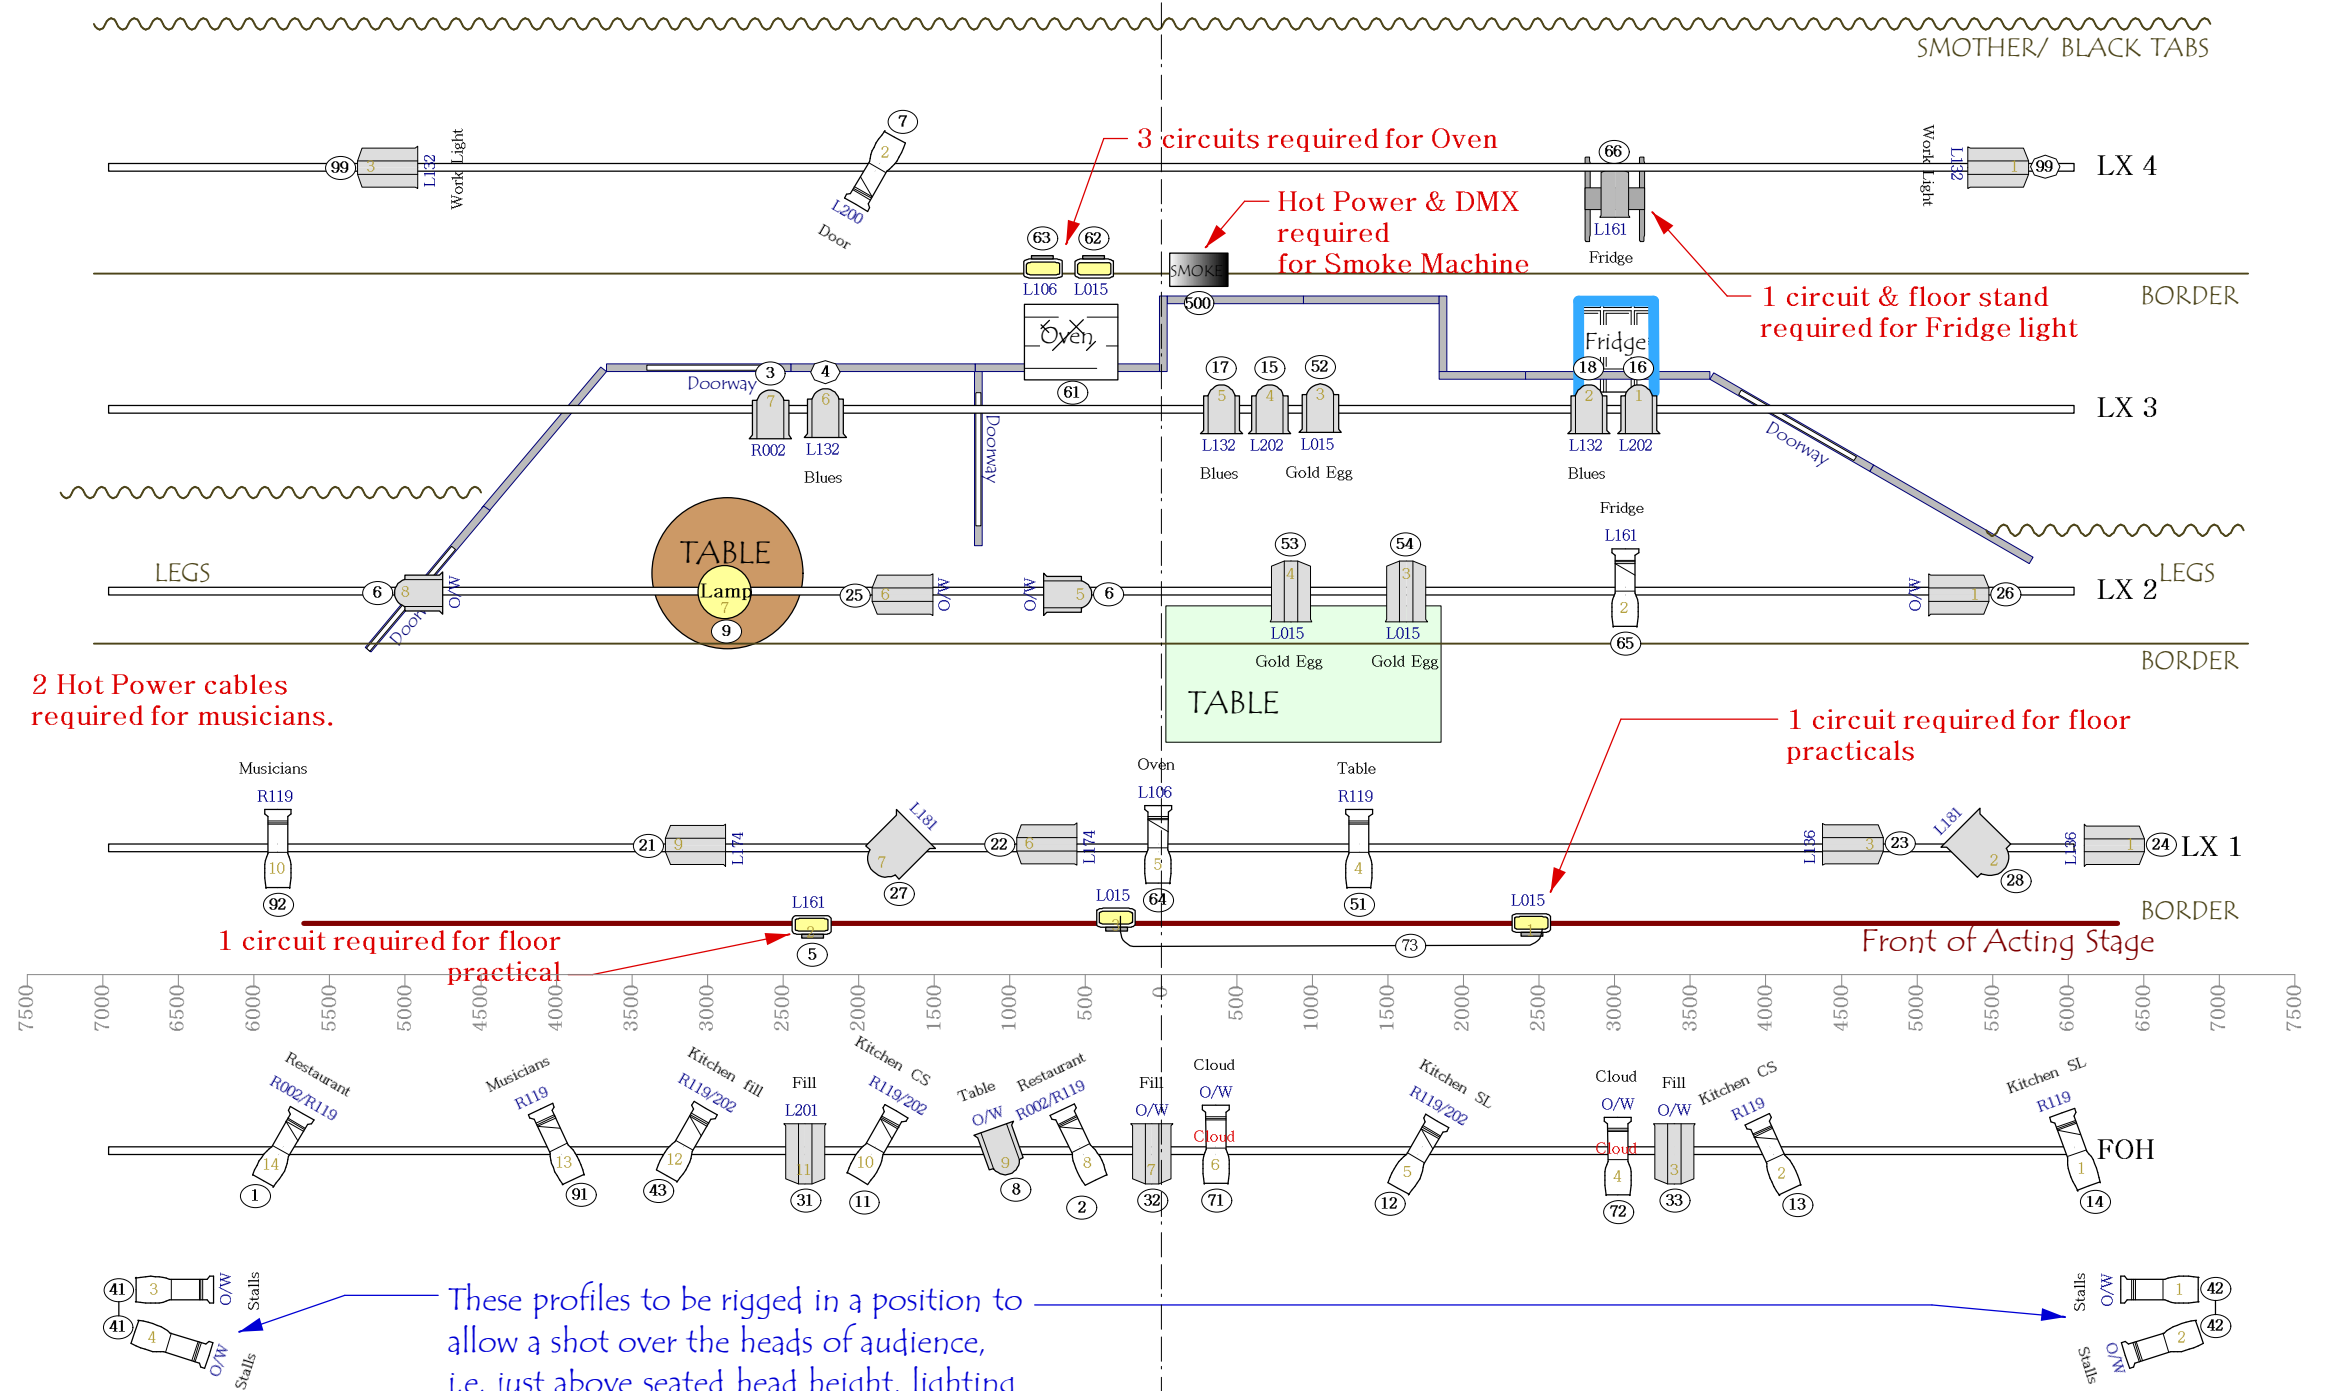 SMOTHER/ BLACK TABS
7
3 circuits required for Oven
99
3
L132
Work Light
2
L200
Door
66
L161
Fridge
Work Light
L132
1
99
LX 4
Hot Power & DMX
required
for Smoke Machine
63
62
L106
L015
SMOKE
500
BORDER
1 circuit & floor stand
required for Fridge light
Oven
61
Fridge
Doorway
3
4
7
6
R002
L132
Blues
Doorway
17
15
52
5
4
3
L132
L202
L015
Blues
Gold Egg
18
16
2
1
L132
L202
Blues
Doorway
LX 3
LEGS
TABLE
Lamp
7
9
6
8
O/W
25
6
O/W
O/W
5
6
53
54
4
3
L015
L015
Gold Egg
Gold Egg
Fridge
L161
2
65
O/W
1
26
LX 2
LEGS
BORDER
TABLE
2 Hot Power cables
required for musicians.
1 circuit required for floor
practicals
Musicians
R119
10
92
21
9
L174
L181
7
27
22
6
L174
Oven
L106
5
64
Table
R119
4
51
L136
3
23
L181
2
28
L136
1
24
LX 1
BORDER
L161
5
L015
L015
1
73
Front of Acting Stage
1 circuit required for floor
practical
7500 7000 6500 6000 5500 5000 4500 4000 3500 3000 2500 2000 1500 1000 500 0 500 1000 1500 2000 2500 3000 3500 4000 4500 5000 5500 6000 6500 7000 7500
Restaurant
R002/R119
14
1
Musicians
R119
13
91
Kitchen fill
R119/202
12
43
Fill
L201
11
31
Kitchen CS
R119/202
10
11
Table
O/W
9
8
Restaurant
R002/R119
8
2
Fill
O/W
7
32
Cloud
O/W
Cloud
6
71
Kitchen SL
R119/202
5
12
Cloud
O/W
Cloud
4
72
Fill
O/W
3
33
Kitchen CS
R119
2
13
Kitchen SL
R119
1
14
FOH
41
3
O/W
Stalls
41
4
O/W
Stalls
These profiles to be rigged in a position to
allow a shot over the heads of audience,
i.e. just above seated head height, lighting
Stalls
O/W
1
42
Stalls
O/W
2
42